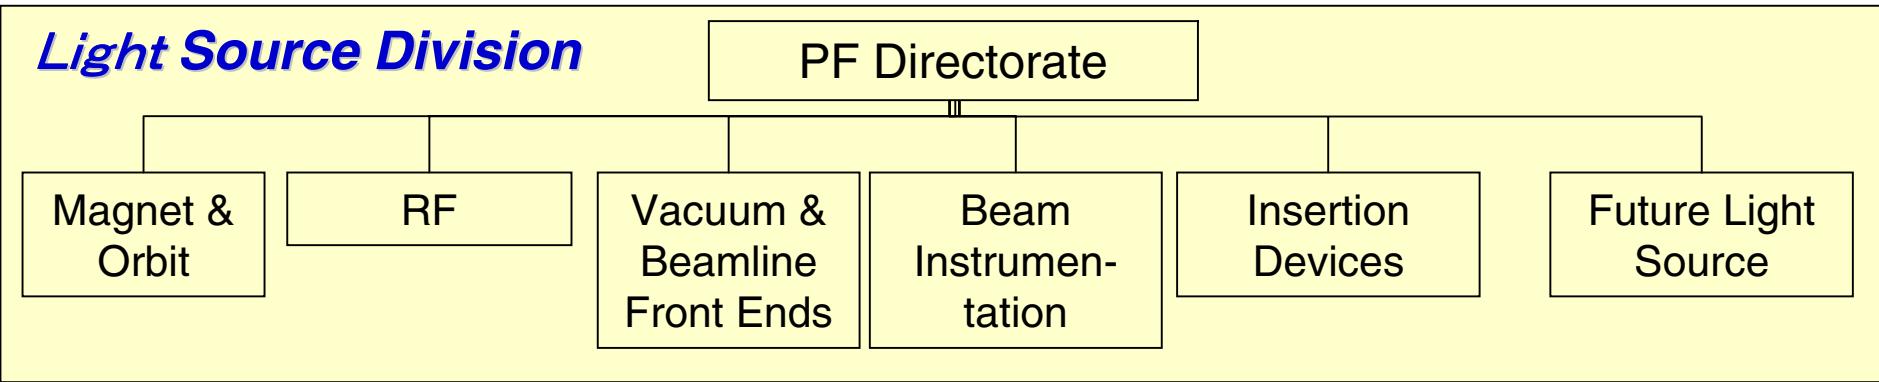 Light Source Division
PF Directorate
Magnet &
Orbit
RF
Vacuum &
Beamline
Front Ends
Beam
Instrumen-
tation
Insertion
Devices
Future Light
Source